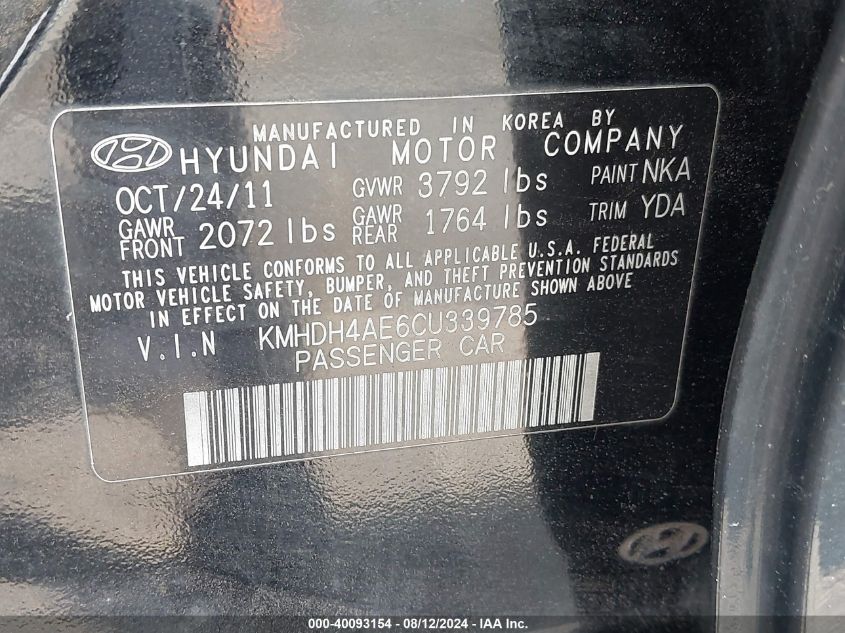 MANUFACTURED IN KOREA BY
HYUNDAI MOTOR COMPANY
OCT/24/11 GVWR 3792 lbs PAINT NKA
GAWR FRONT 2072 lbs GAWR REAR 1764 lbs TRIM YDA
THIS VEHICLE CONFORMS TO ALL APPLICABLE U.S.A. FEDERAL
MOTOR VEHICLE SAFETY, BUMPER, AND THEFT PREVENTION STANDARDS
IN EFFECT ON THE DATE OF MANUFACTURE SHOWN ABOVE
V.I.N KMHDH4AE6CU339785
PASSENGER CAR
000-40093154 - 08/12/2024 - IAA Inc.